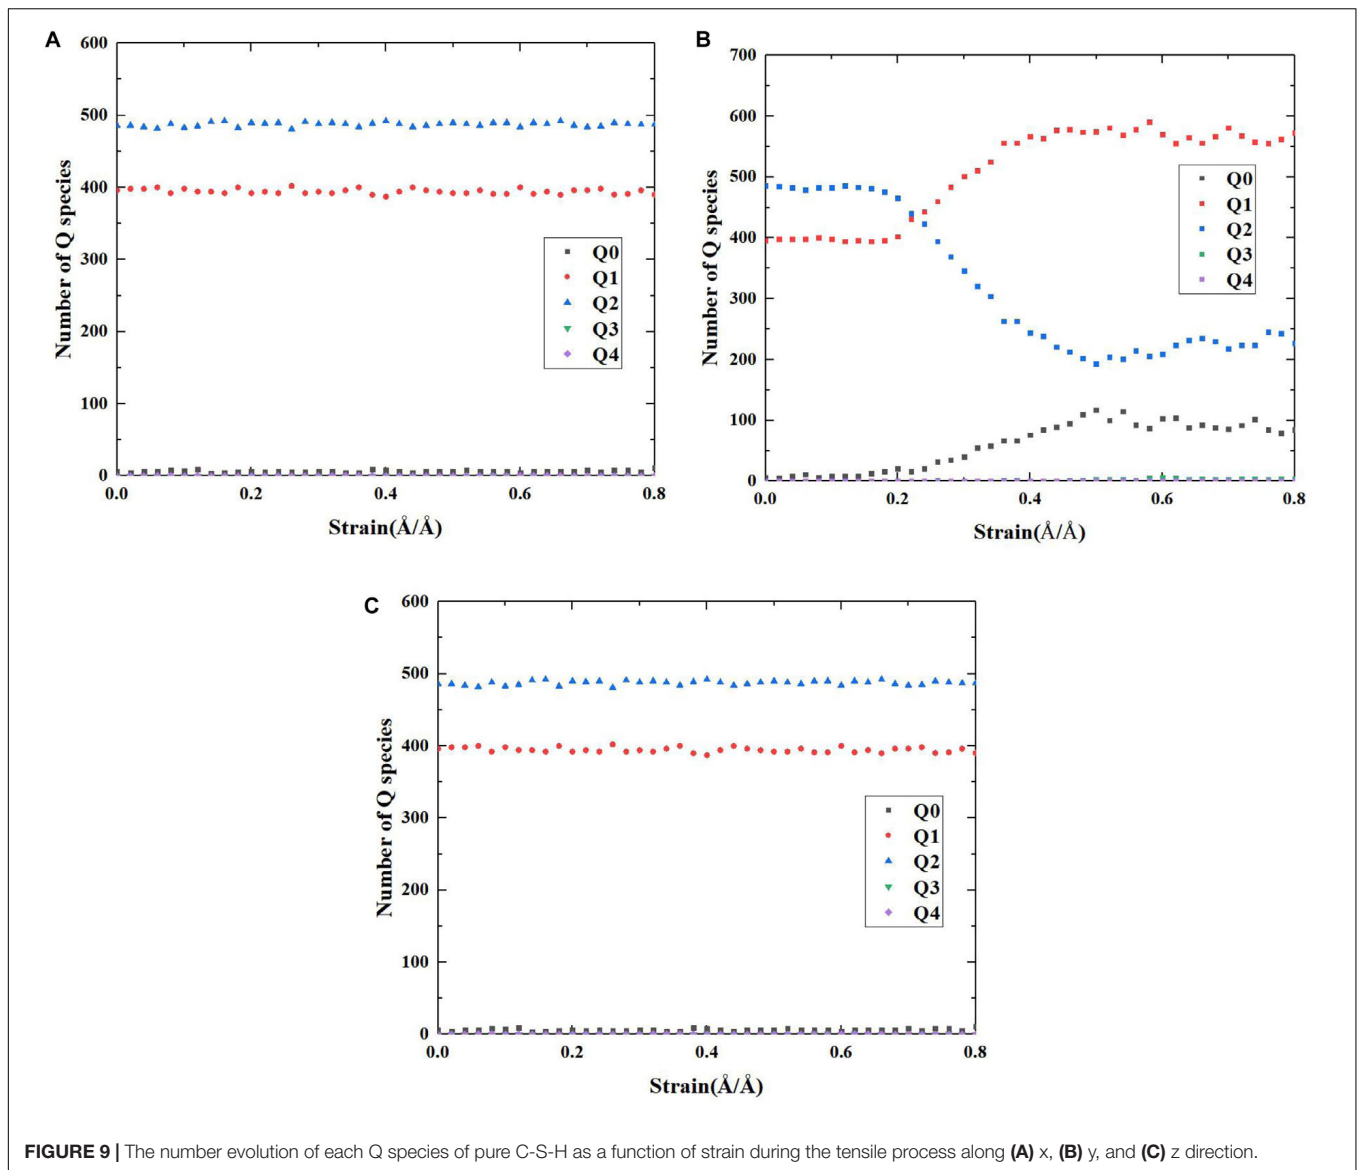 A
600
500
400
300
200
100
0
Number of Q species
Q0
Q1
Q2
Q3
Q4
0.0 0.2 0.4 0.6 0.8
Strain(Å/Å)
B
700
600
500
400
300
200
100
0
Number of Q species
Q0
Q1
Q2
Q3
Q4
0.0 0.2 0.4 0.6 0.8
Strain(Å/Å)
C
600
500
400
300
200
100
0
Number of Q species
Q0
Q1
Q2
Q3
Q4
0.0 0.2 0.4 0.6 0.8
Strain(Å/Å)
FIGURE 9 | The number evolution of each Q species of pure C-S-H as a function of strain during the tensile process along (A) x, (B) y, and (C) z direction.